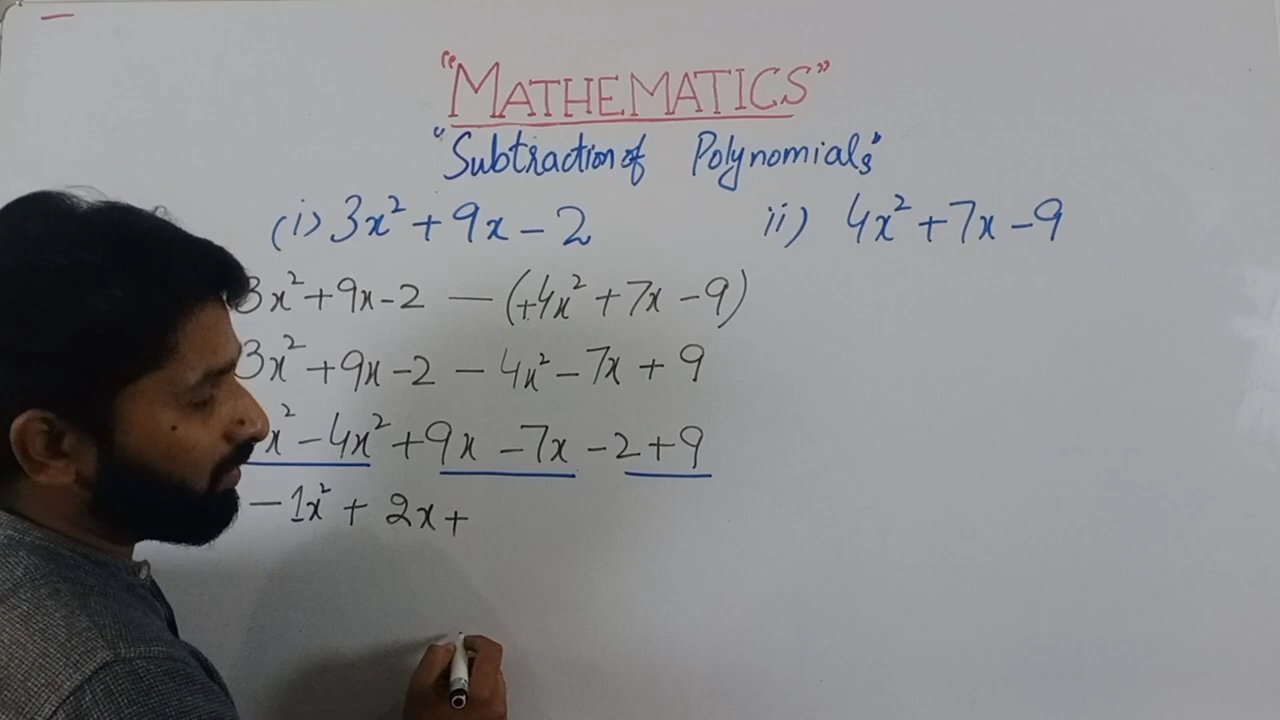 "MATHEMATICS"
"Subtraction of Polynomials"
(i) 3x² + 9x - 2 ii) 4x² + 7x - 9
3x² + 9x - 2 - (+4x² + 7x - 9)
3x² + 9x - 2 - 4x² - 7x + 9
x² - 4x² + 9x - 7x - 2 + 9
- 1x² + 2x +